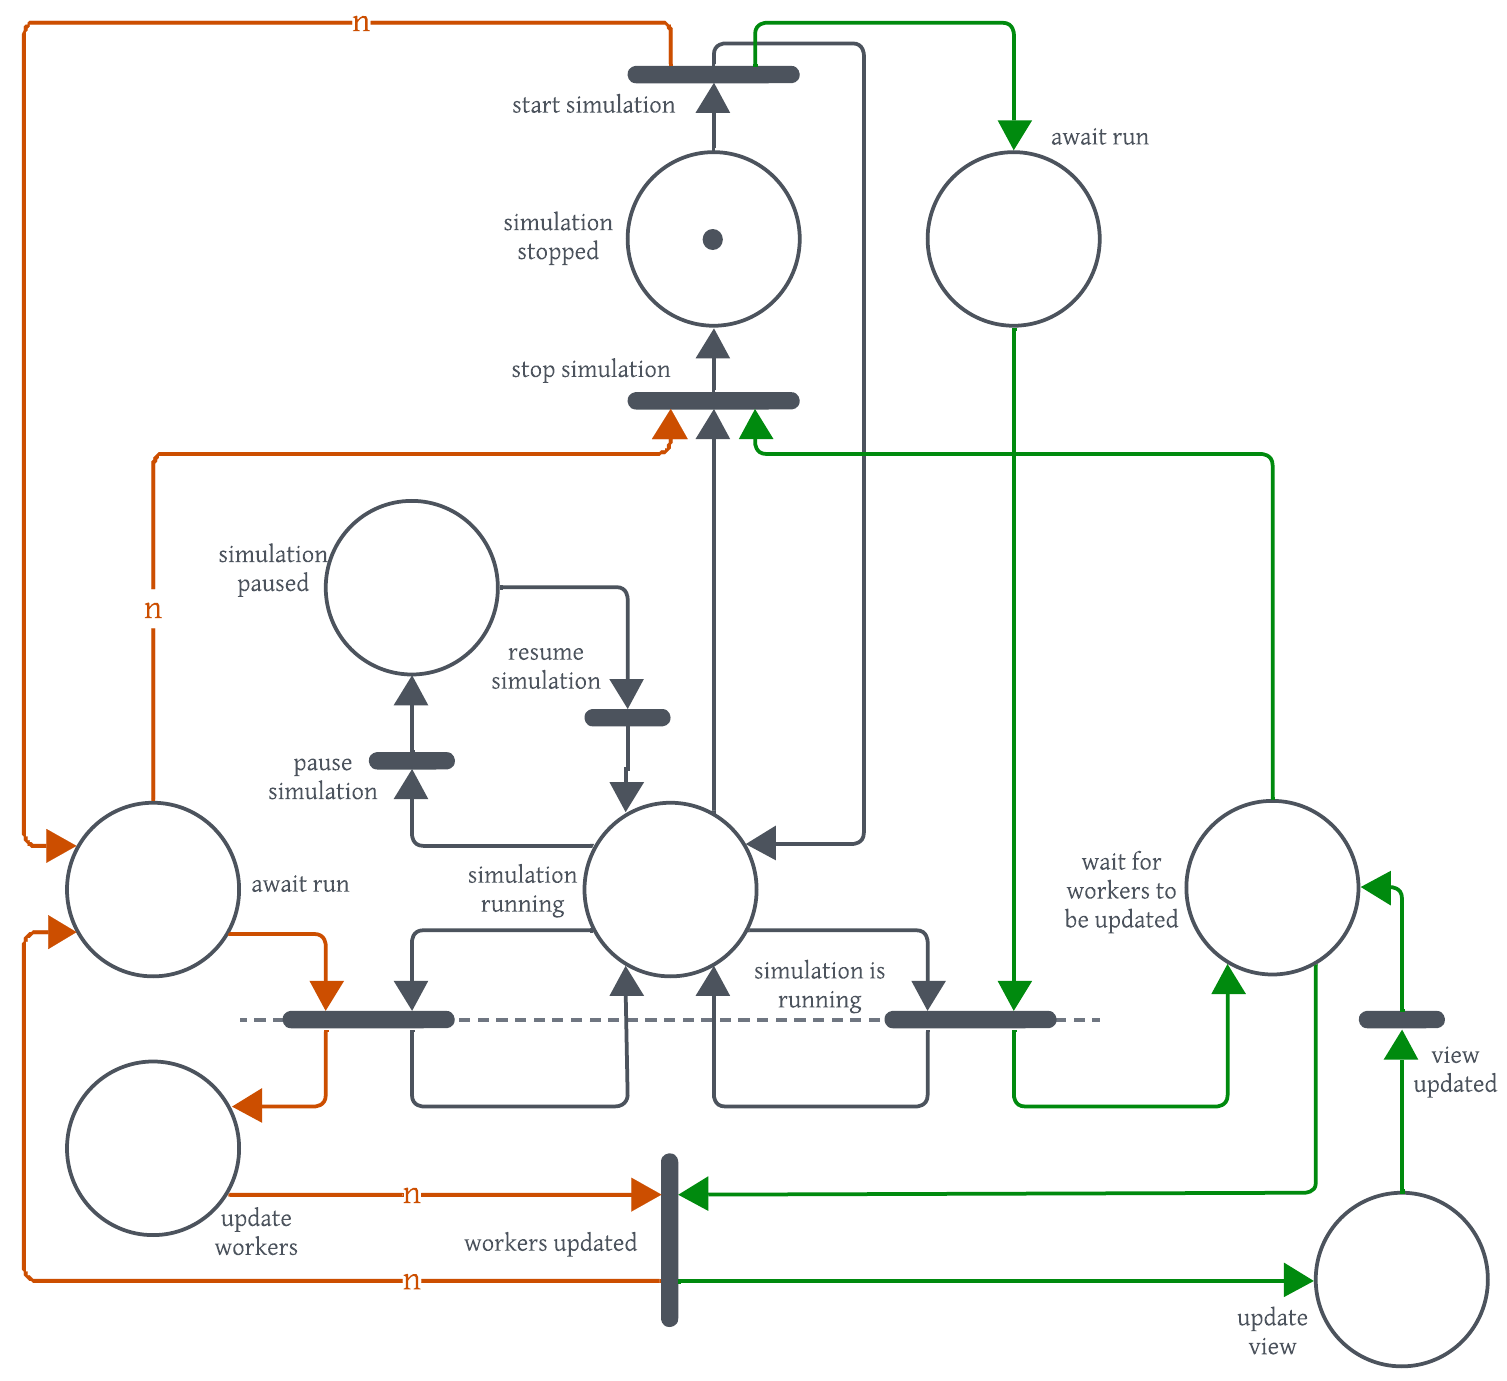 n
start simulation
await run
simulation
stopped
stop simulation
simulation
paused
n
resume
simulation
pause
simulation
await run
simulation
running
wait for
workers to
be updated
simulation is
running
view
updated
n
update
workers
workers updated
n
update
view